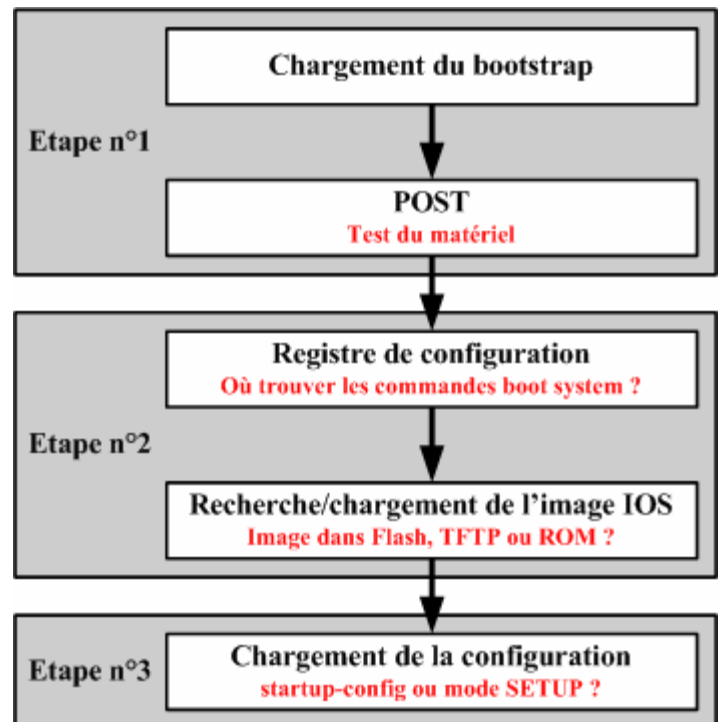 Etape n°1
Chargement du bootstrap
POST
Test du matériel
Etape n°2
Registre de configuration
Où trouver les commandes boot system ?
Recherche/chargement de l'image IOS
Image dans Flash, TFTP ou ROM ?
Etape n°3
Chargement de la configuration
startup-config ou mode SETUP ?